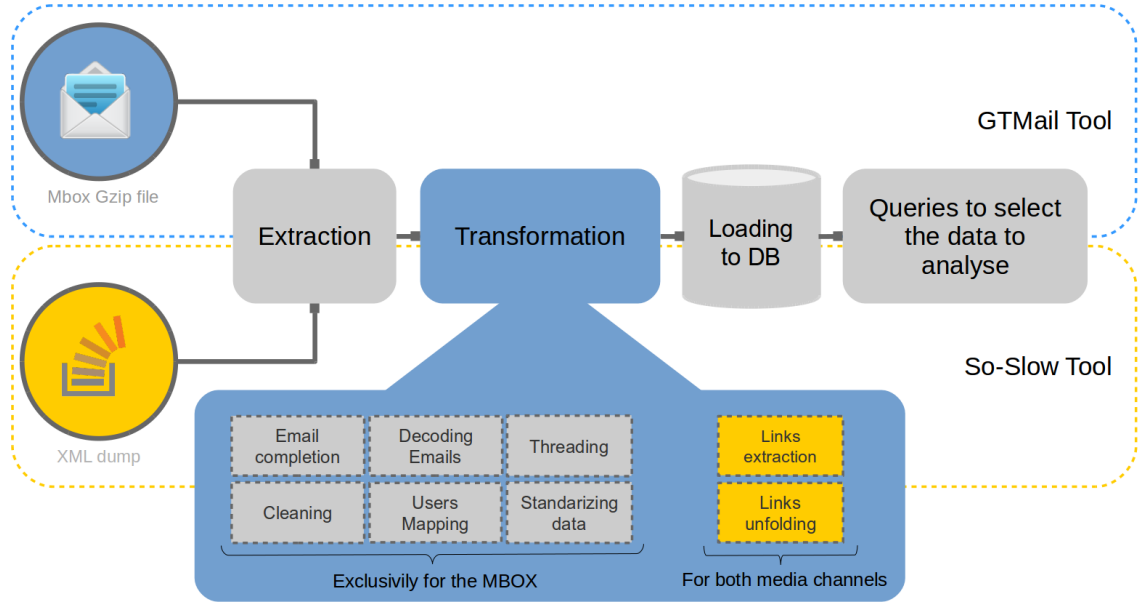 GTMail Tool
Mbox Gzip file
Extraction
Transformation
Loading
to DB
Queries to select
the data to
analyse
So-Slow Tool
XML dump
Email
completion
Decoding
Emails
Threading
Links
extraction
Cleaning
Users
Mapping
Standarizing
data
Links
unfolding
Exclusivily for the MBOX
For both media channels